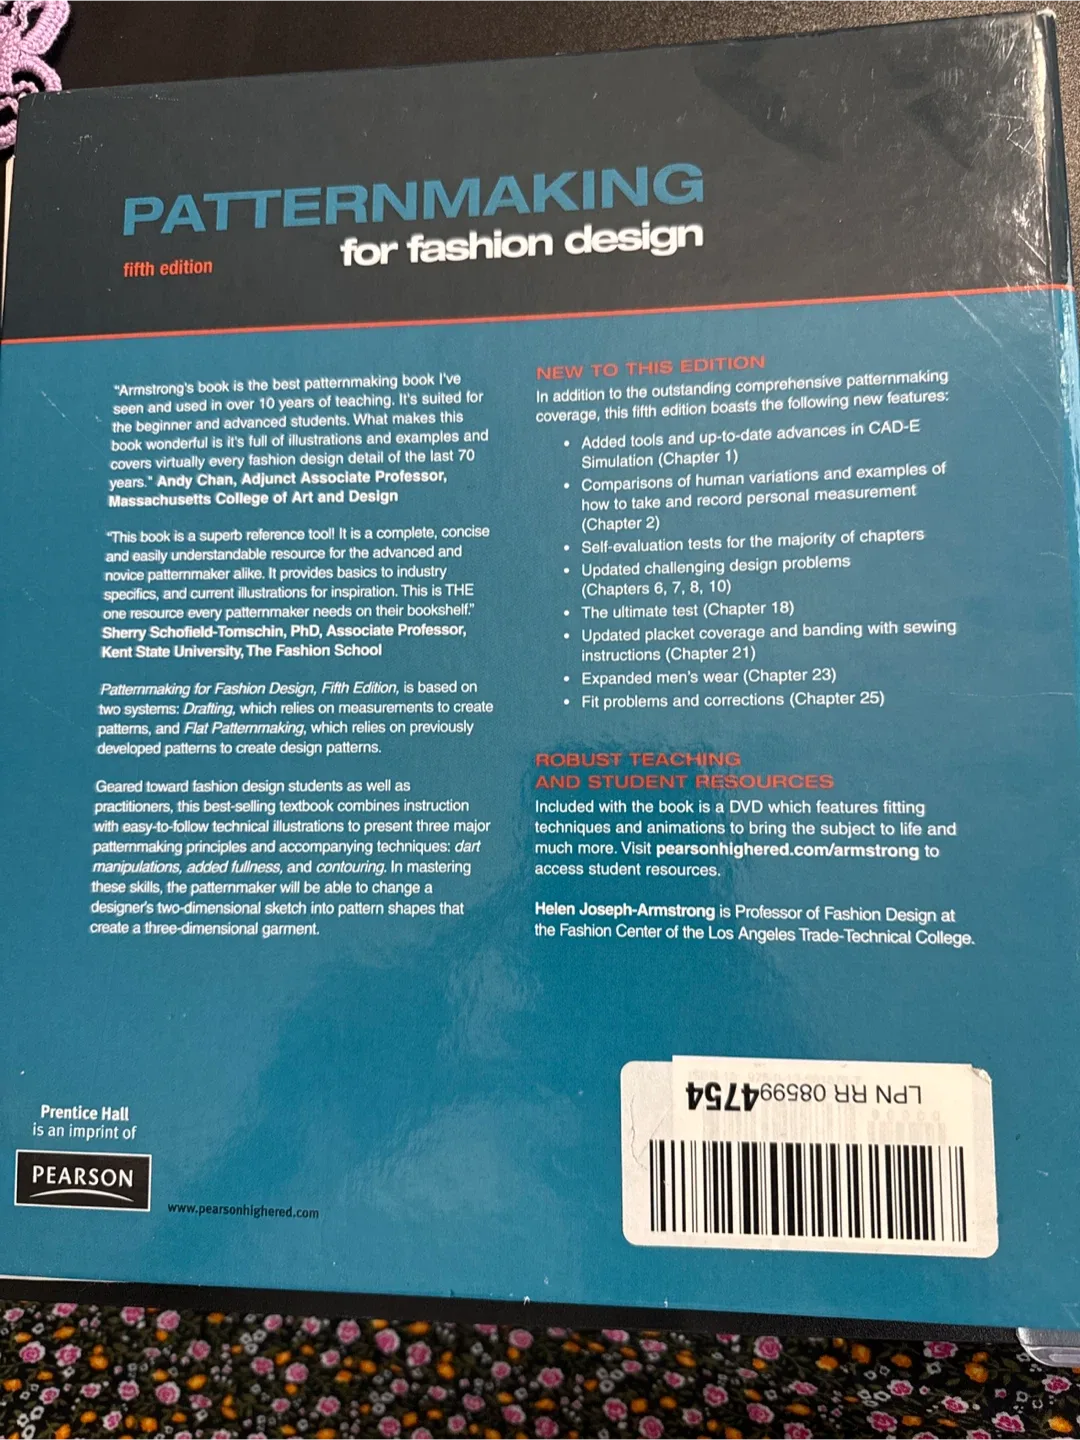 PATTERNMAKING
for fashion design
fifth edition
"Armstrong's book is the best patternmaking book I've
seen and used in over 10 years of teaching. It's suited for
the beginner and advanced students. What makes this
book wonderful is it's full of illustrations and examples and
covers virtually every fashion design detail of the last 70
years." Andy Chan, Adjunct Associate Professor,
Massachusetts College of Art and Design
"This book is a superb reference tool! It is a complete, concise
and easily understandable resource for the advanced and
novice patternmaker alike. It provides basics to industry
specifics, and current illustrations for inspiration. This is THE
one resource every patternmaker needs on their bookshelf."
Sherry Schofield-Tomschin, PhD, Associate Professor,
Kent State University, The Fashion School
Patternmaking for Fashion Design, Fifth Edition, is based on
two systems: Drafting, which relies on measurements to create
patterns, and Flat Patternmaking, which relies on previously
developed patterns to create design patterns.
Geared toward fashion design students as well as
practitioners, this best-selling textbook combines instruction
with easy-to-follow technical illustrations to present three major
patternmaking principles and accompanying techniques: dart
manipulations, added fullness, and contouring. In mastering
these skills, the patternmaker will be able to change a
designer's two-dimensional sketch into pattern shapes that
create a three-dimensional garment.
NEW TO THIS EDITION
In addition to the outstanding comprehensive patternmaking
coverage, this fifth edition boasts the following new features:
• Added tools and up-to-date advances in CAD-E
Simulation (Chapter 1)
• Comparisons of human variations and examples of
how to take and record personal measurement
(Chapter 2)
• Self-evaluation tests for the majority of chapters
• Updated challenging design problems
(Chapters 6, 7, 8, 10)
• The ultimate test (Chapter 18)
• Updated placket coverage and banding with sewing
instructions (Chapter 21)
• Expanded men's wear (Chapter 23)
• Fit problems and corrections (Chapter 25)
ROBUST TEACHING
AND STUDENT RESOURCES
Included with the book is a DVD which features fitting
techniques and animations to bring the subject to life and
much more. Visit pearsonhighered.com/armstrong to
access student resources.
Helen Joseph-Armstrong is Professor of Fashion Design at
the Fashion Center of the Los Angeles Trade-Technical College.
Prentice Hall
is an imprint of
PEARSON
www.pearsonhighered.com
LPN RR 085994754